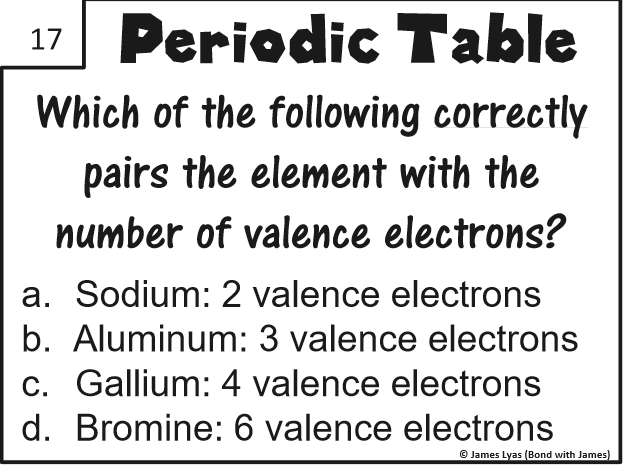 17
Periodic Table
Which of the following correctly
pairs the element with the
number of valence electrons?
a. Sodium: 2 valence electrons
b. Aluminum: 3 valence electrons
c. Gallium: 4 valence electrons
d. Bromine: 6 valence electrons
© James Lyas (Bond with James)